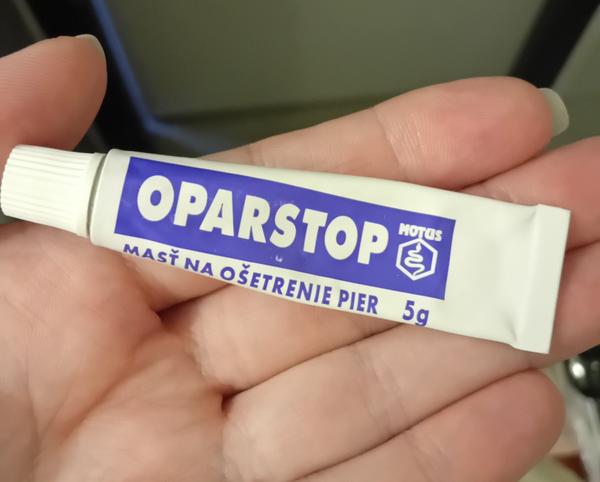 OPARSTOP
MOTUS
MASŤ NA OŠETRENIE PIER 5g